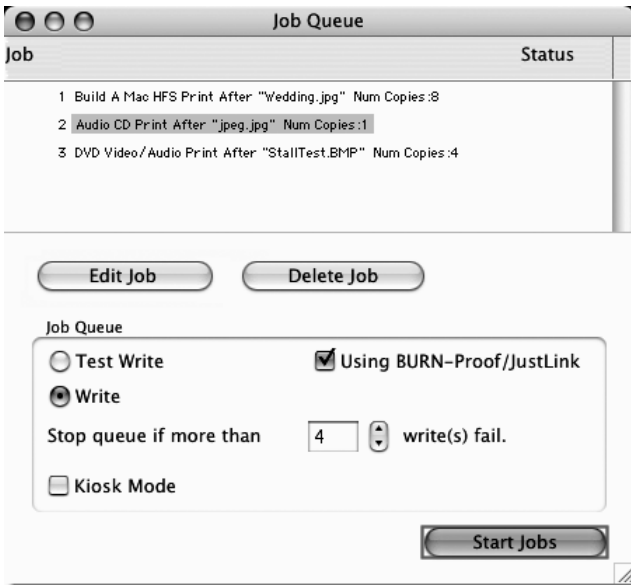 Job Queue
Job Status
1 Build A Mac HFS Print After "Wedding.jpg" Num Copies:8
2 Audio CD Print After "jpeg.jpg" Num Copies:1
3 DVD Video/Audio Print After "StallTest.BMP" Num Copies:4
Edit Job Delete Job
Job Queue
Test Write Using BURN-Proof/JustLink
Write
Stop queue if more than 4 write(s) fail.
Kiosk Mode
Start Jobs